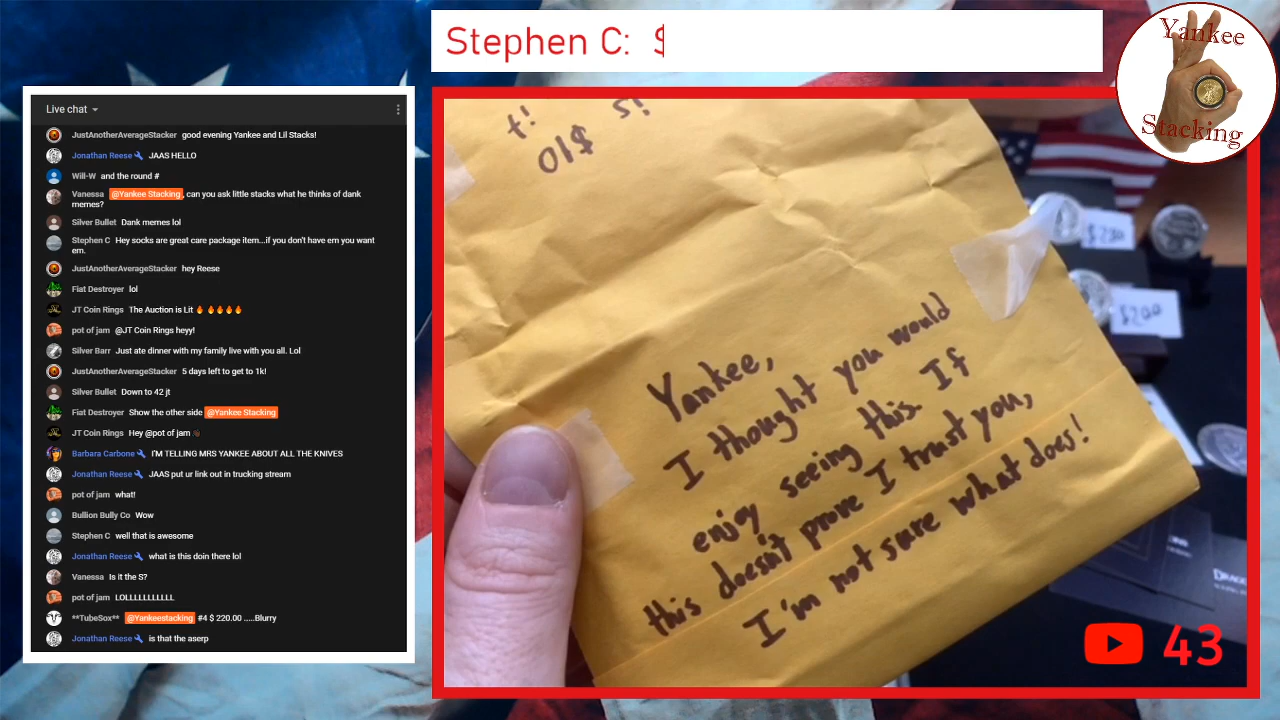 Stephen C: $
Yankee
Stacking
Live chat
JustAnotherAverageStacker good evening Yankee and Lil Stacks!
Jonathan Reese JAAS HELLO
Will-W and the round #
Vanessa @Yankee Stacking, can you ask little stacks what he thinks of dank
memes?
Silver Bullet Dank memes lol
Stephen C Hey socks are great care package item...if you don't have em you want
em.
JustAnotherAverageStacker hey Reese
Fiat Destroyer lol
JT Coin Rings The Auction is Lit 🔥 🔥🔥🔥🔥🔥
pot of jam @JT Coin Rings heyy!
Silver Barr Just ate dinner with my family live with you all. Lol
JustAnotherAverageStacker 5 days left to get to 1k!
Silver Bullet Down to 42 jt
Fiat Destroyer Show the other side @Yankee Stacking
JT Coin Rings Hey @pot of jam
Barbara Carbone I'M TELLING MRS YANKEE ABOUT ALL THE KNIVES
Jonathan Reese JAAS put ur link out in trucking stream
pot of jam what!
Bullion Bully Co Wow
Stephen C well that is awesome
Jonathan Reese what is this doin there lol
Vanessa Is it the S?
pot of jam LOLLLLLLLLLL
**TubeSox** @Yankeestacking #4 $ 220.00 .....Blurry
Jonathan Reese is that the aserp
t! s!
$10
Yankee,
I thought you would
enjoy seeing this. If
this doesn't prove I trust you,
I'm not sure what does!
$230
$200
43